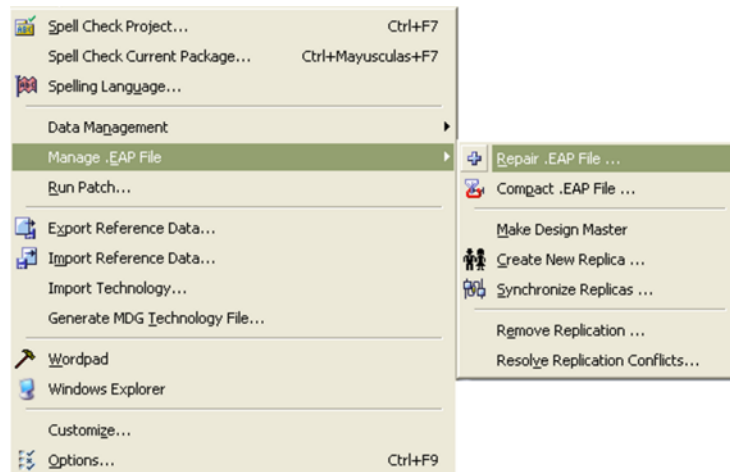 Spell Check Project... Ctrl+F7
Spell Check Current Package... Ctrl+Mayusculas+F7
Spelling Language...
Data Management
Manage .EAP File
Run Patch...
Export Reference Data...
Import Reference Data...
Import Technology...
Generate MDG Technology File...
Wordpad
Windows Explorer
Customize...
Options... Ctrl+F9
Repair .EAP File ...
Compact .EAP File ...
Make Design Master
Create New Replica ...
Synchronize Replicas ...
Remove Replication ...
Resolve Replication Conflicts...